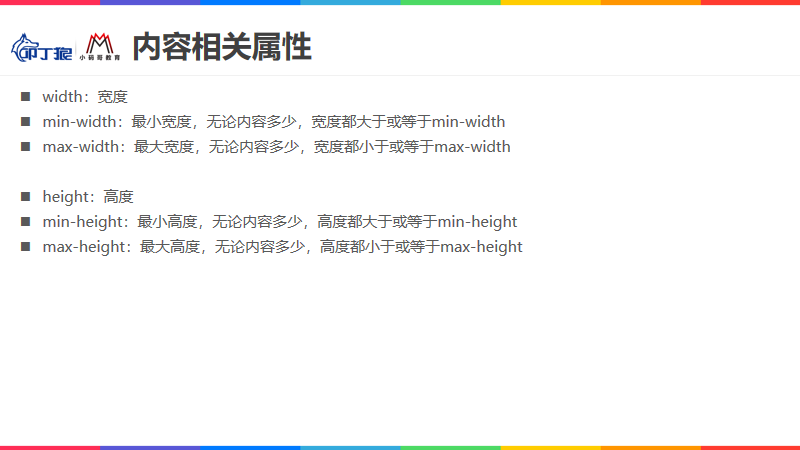 叩丁狼
小码哥教育
内容相关属性
■ width：宽度
■ min-width：最小宽度，无论内容多少，宽度都大于或等于min-width
■ max-width：最大宽度，无论内容多少，宽度都小于或等于max-width
■ height：高度
■ min-height：最小高度，无论内容多少，高度都大于或等于min-height
■ max-height：最大高度，无论内容多少，高度都小于或等于max-height